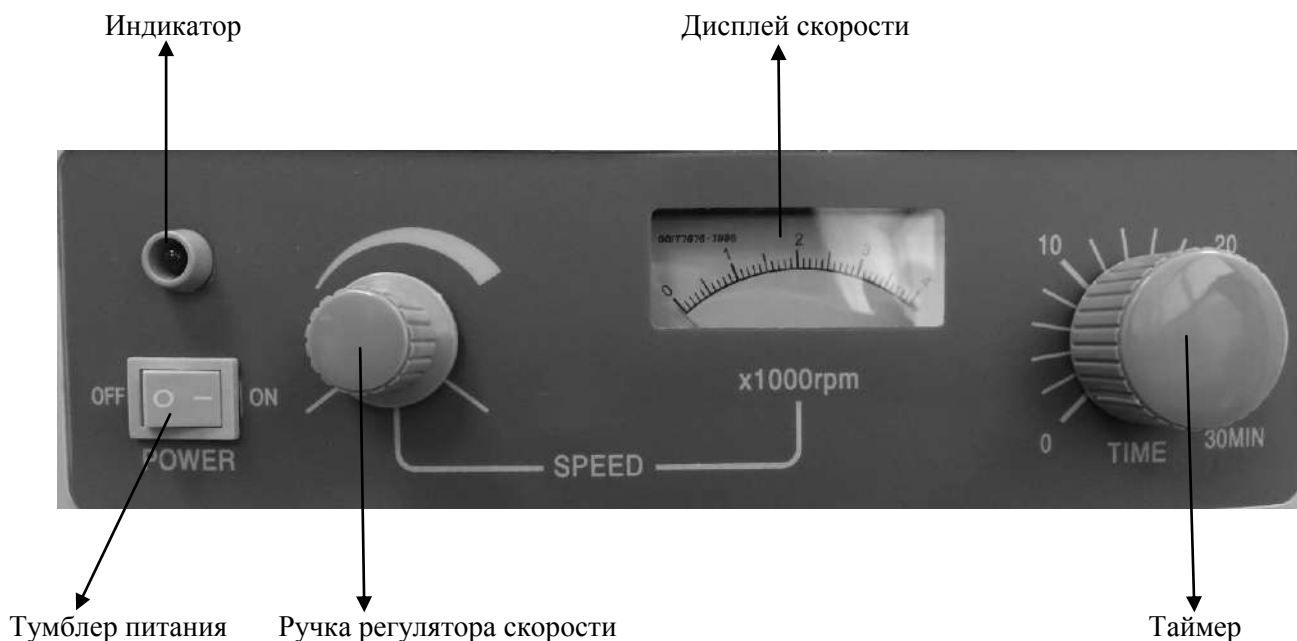 Индикатор
Дисплей скорости
0 1 2 3 4
10
20
OFF
O
ON
x1000rpm
POWER
SPEED
0
TIME
30MIN
Тумблер питания
Ручка регулятора скорости
Таймер